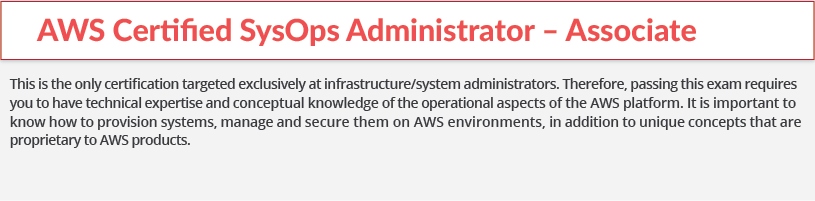 AWS Certified SysOps Administrator – Associate
This is the only certification targeted exclusively at infrastructure/system administrators. Therefore, passing this exam requires
you to have technical expertise and conceptual knowledge of the operational aspects of the AWS platform. It is important to
know how to provision systems, manage and secure them on AWS environments, in addition to unique concepts that are
proprietary to AWS products.